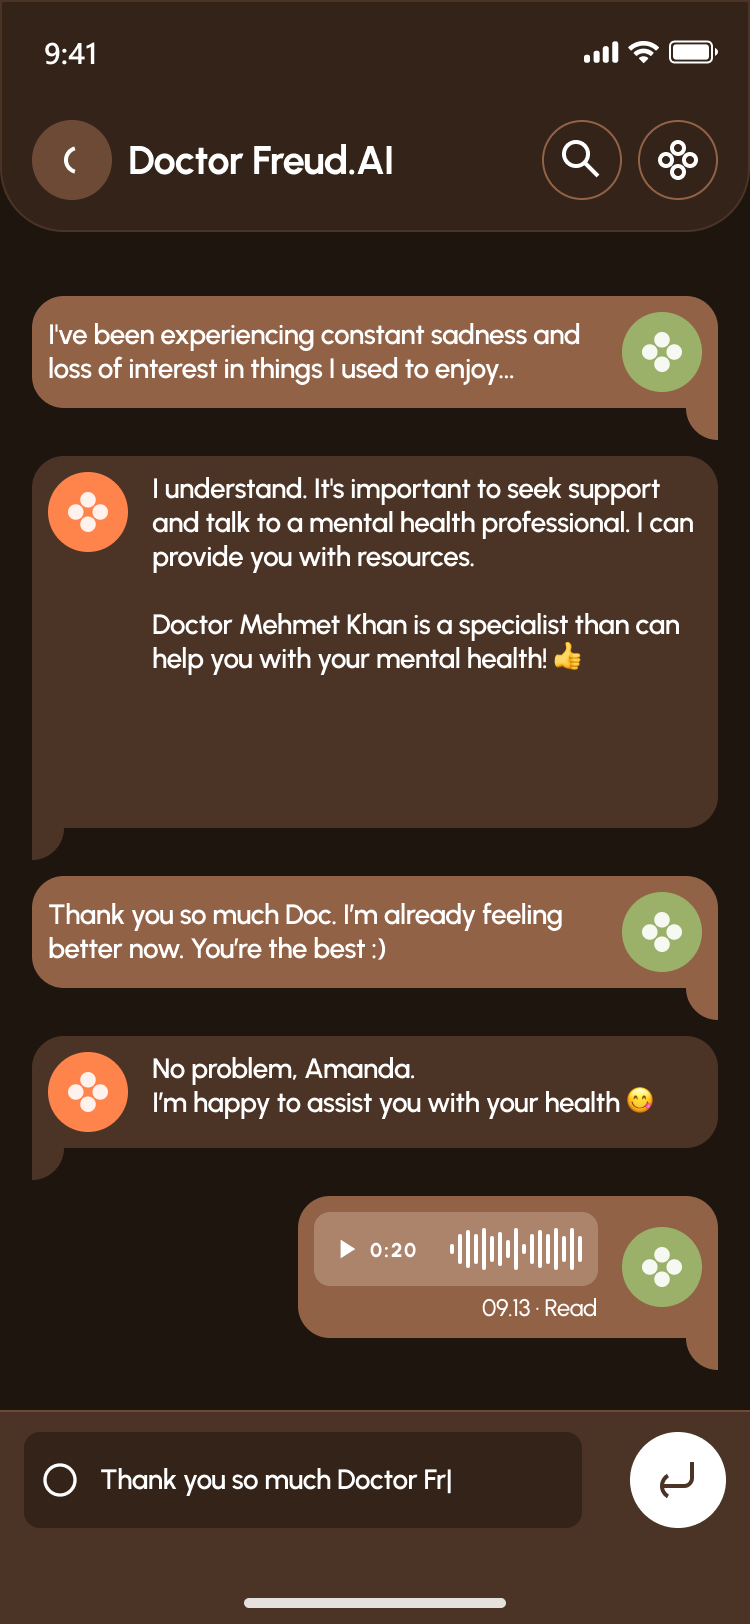 9:41
Doctor Freud.AI
I've been experiencing constant sadness and
loss of interest in things I used to enjoy...
I understand. It's important to seek support
and talk to a mental health professional. I can
provide you with resources.
Doctor Mehmet Khan is a specialist than can
help you with your mental health! 👍
Thank you so much Doc. I’m already feeling
better now. You’re the best :)
No problem, Amanda.
I’m happy to assist you with your health 😋
0:20
09.13 · Read
Thank you so much Doctor Fr|